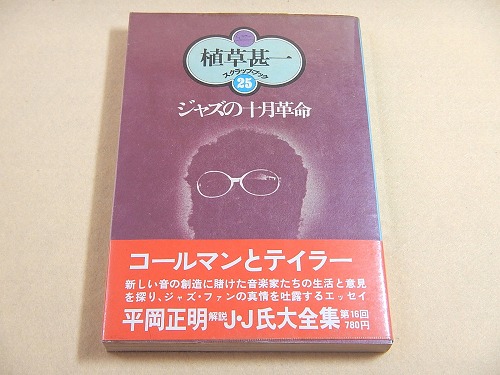 植草甚一
スクラップ・ブック
25
ジャズの十月革命
コールマンとテイラー
新しい音の創造に賭けた音楽家たちの生活と意見
を探り、ジャズ・ファンの真情を吐露するエッセイ
平岡正明解説J・J氏大全集第16回
780円